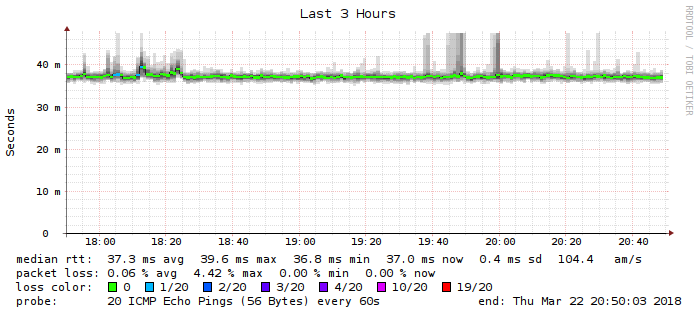 Last 3 Hours
RRDTOOL / TOBI OETIKER
Seconds
40 m
30 m
20 m
10 m
0
18:00 18:20 18:40 19:00 19:20 19:40 20:00 20:20 20:40
median rtt: 37.3 ms avg 39.6 ms max 36.8 ms min 37.0 ms now 0.4 ms sd 104.4 am/s
packet loss: 0.06 % avg 4.42 % max 0.00 % min 0.00 % now
loss color: 0 1/20 2/20 3/20 4/20 10/20 19/20
probe: 20 ICMP Echo Pings (56 Bytes) every 60s end: Thu Mar 22 20:50:03 2018